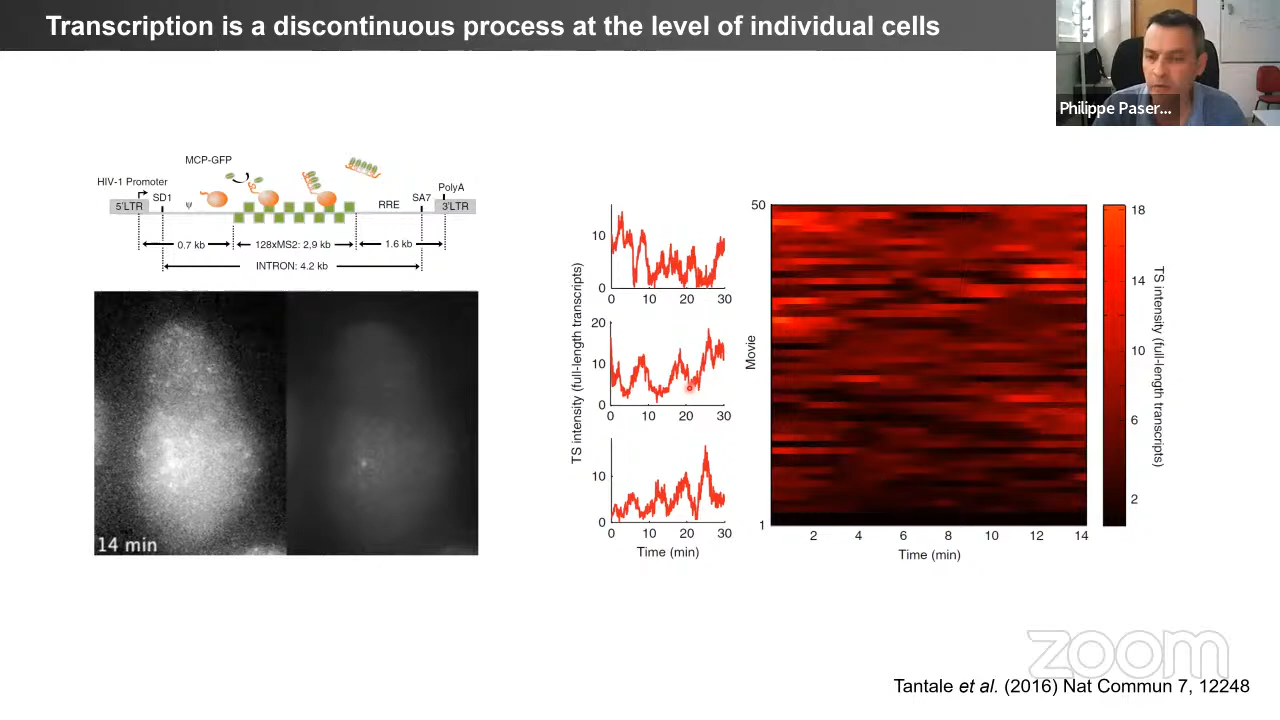 Transcription is a discontinuous process at the level of individual cells
Philippe Paser...
MCP-GFP
HIV-1 Promoter
SD1
ψ
RRE
SA7
PolyA
5'LTR
3'LTR
0.7 kb
128xMS2: 2,9 kb
1.6 kb
INTRON: 4.2 kb
14 min
TS intensity (full-length transcripts)
10
0
0 10 20 30
20
10
0
0 10 20 30
10
0
0 10 20 30
Time (min)
Movie
50
1
2 4 6 8 10 12 14
Time (min)
18
14
10
6
2
TS intensity (full-length transcripts)
zoom
Tantale et al. (2016) Nat Commun 7, 12248